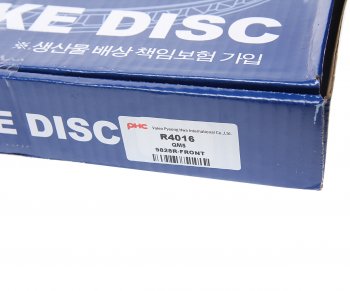 KE DISC
※ 생산물 배상 책임보험 가입
KE DISC
PHC
Valeo Pyeong Hwa International Co., Ltd.
R4016
QM5
5828R-FRONT